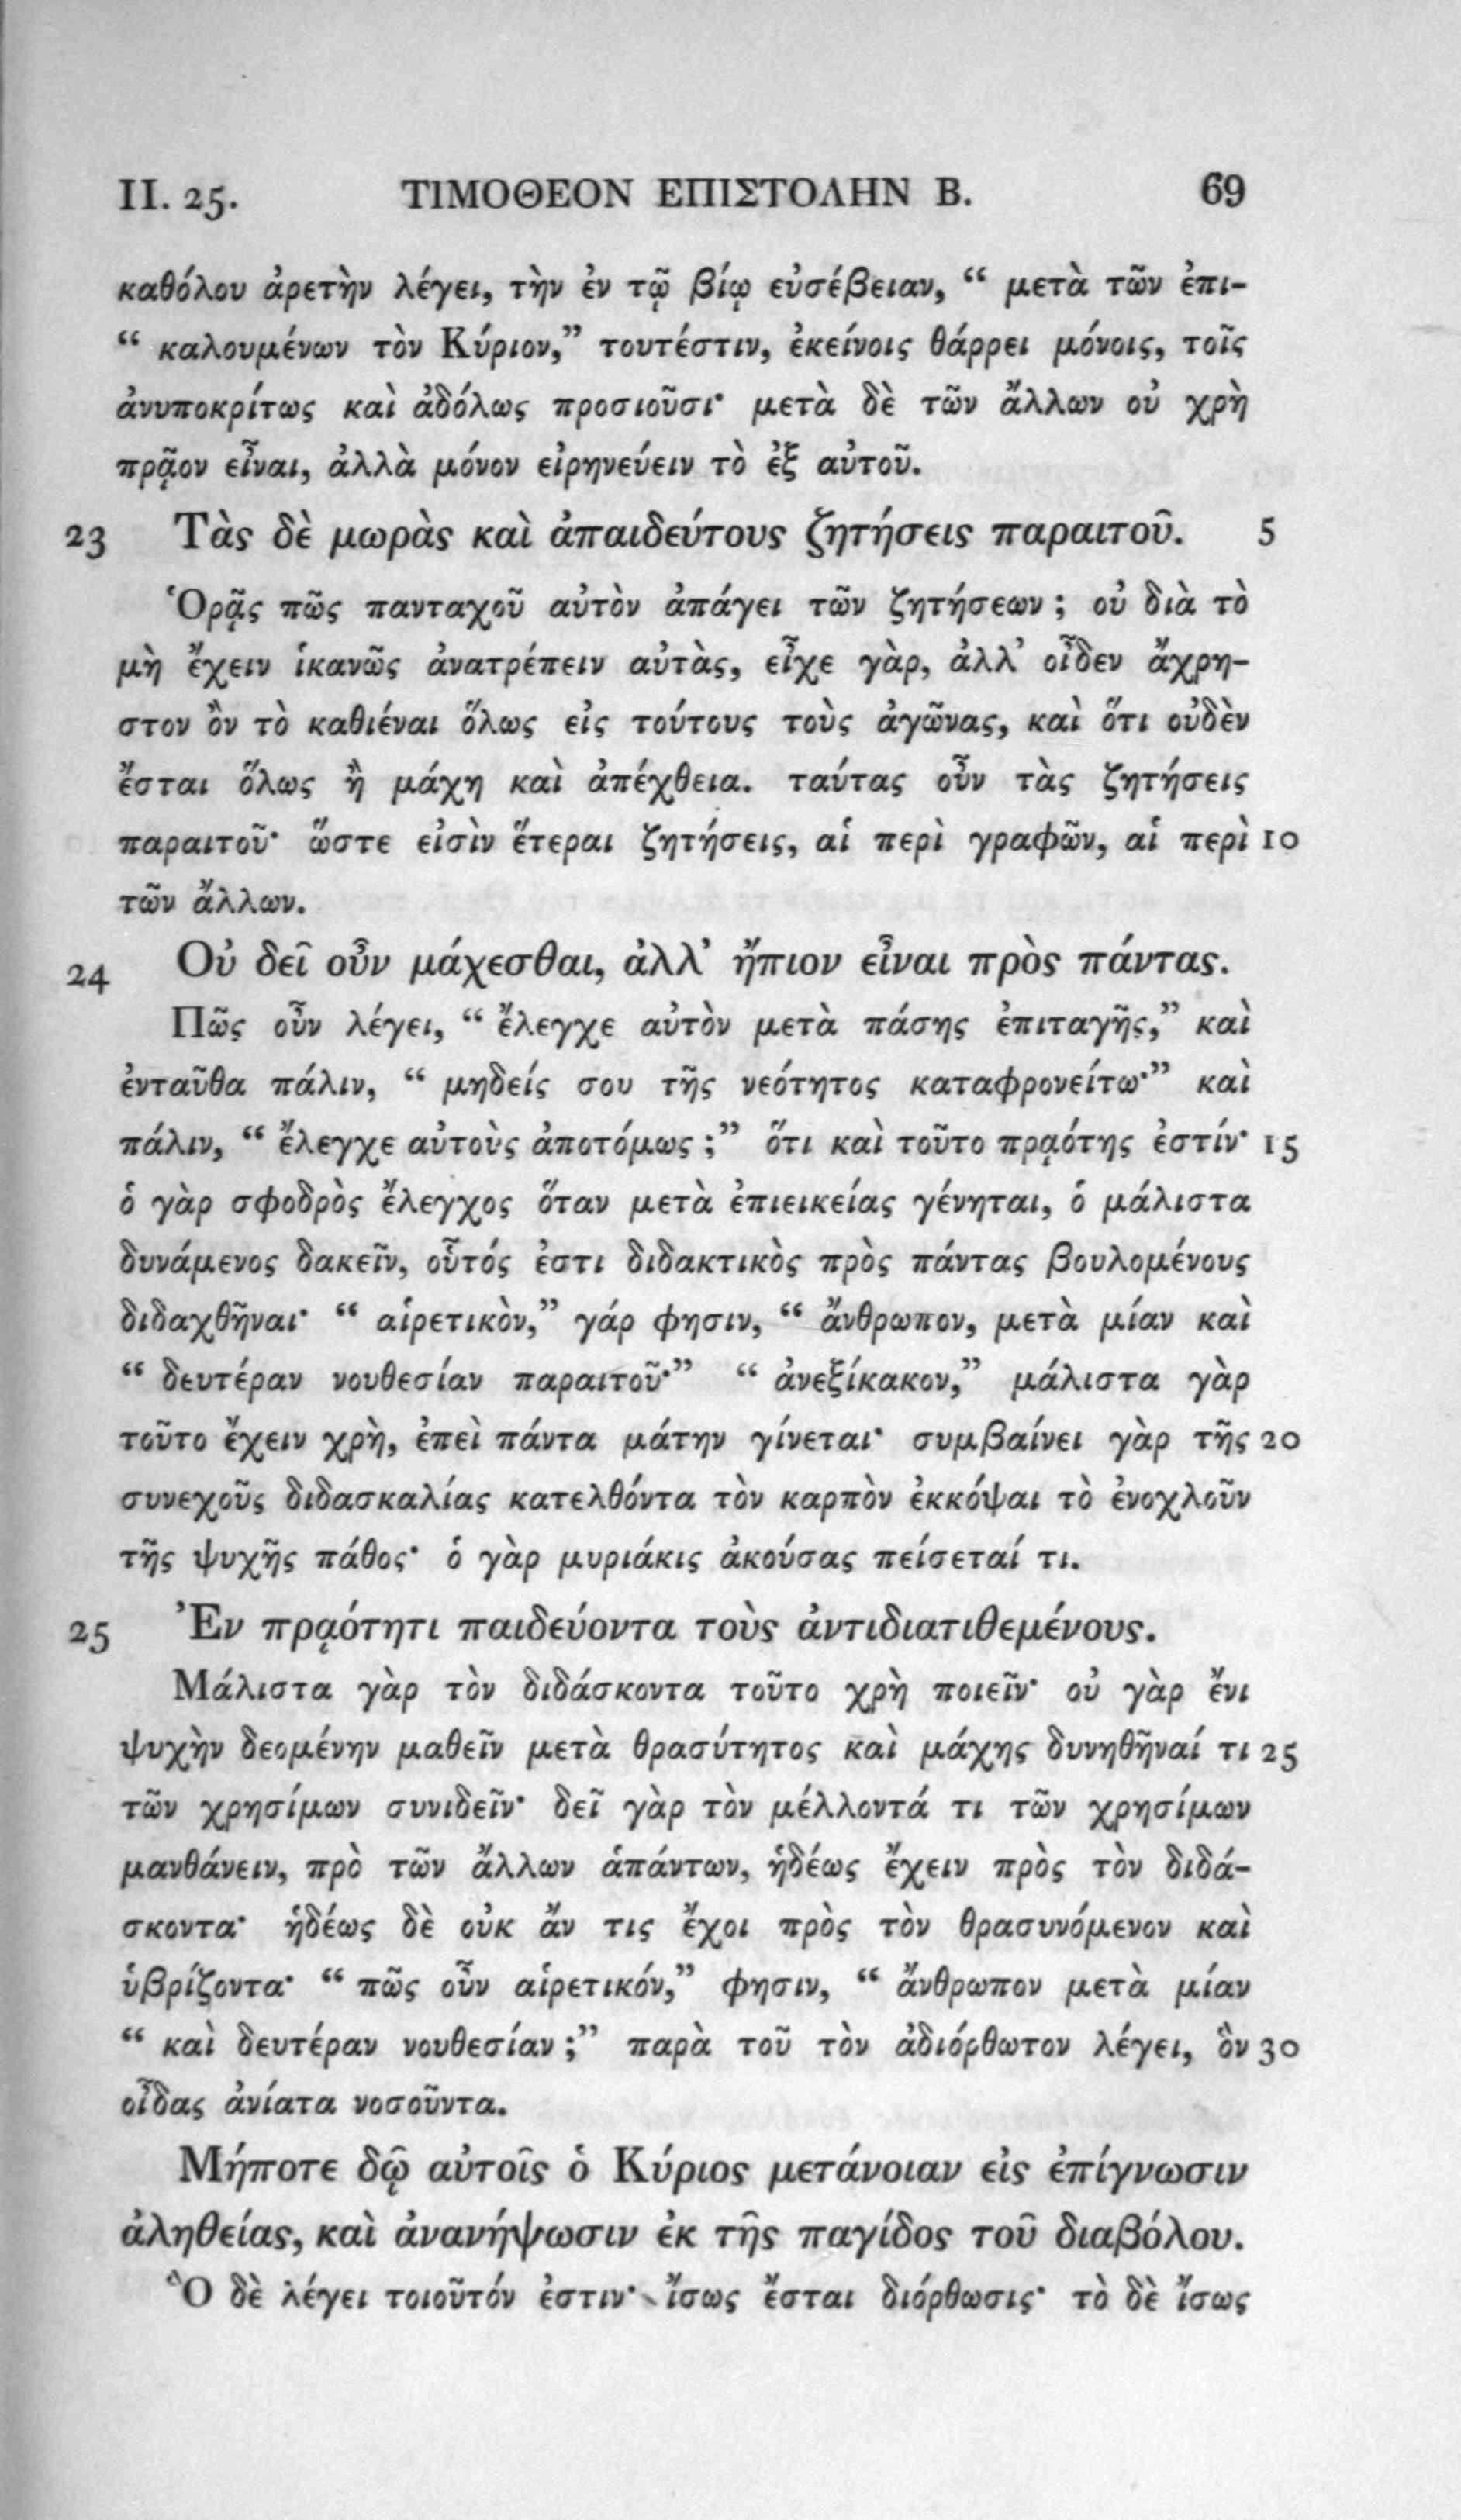 II. 25. ΤΙΜΟΘΕΟΝ ΕΠΙΣΤΟΛΗΝ Β. 69
καθόλου ἀρετὴν λέγει, τὴν ἐν τῷ βίῳ εὐσέβειαν, “ μετὰ τῶν ἐπι-
“ καλουμένων τὸν Κύριον,” τουτέστιν, ἐκείνοις θάρρει μόνοις, τοῖς
ἀνυποκρίτως καὶ ἀδόλως προσιοῦσι· μετὰ δὲ τῶν ἄλλων οὐ χρὴ
πρᾷον εἶναι, ἀλλὰ μόνον εἰρηνεύειν τὸ ἐξ αὐτοῦ.
23 Τὰς δὲ μωρὰς καὶ ἀπαιδεύτους ζητήσεις παραιτοῦ. 5
Ὁρᾷς πῶς πανταχοῦ αὐτὸν ἀπάγει τῶν ζητήσεων ; οὐ διὰ τὸ
μὴ ἔχειν ἱκανῶς ἀνατρέπειν αὐτὰς, εἶχε γὰρ, ἀλλ’ οἶδεν ἄχρη-
στον ὂν τὸ καθιέναι ὅλως εἰς τούτους τοὺς ἀγῶνας, καὶ ὅτι οὐδὲν
ἔσται ὅλως ἢ μάχη καὶ ἀπέχθεια. ταύτας οὖν τὰς ζητήσεις
παραιτοῦ· ὥστε εἰσὶν ἕτεραι ζητήσεις, αἱ περὶ γραφῶν, αἱ περὶ 10
τῶν ἄλλων.
24 Οὐ δεῖ οὖν μάχεσθαι, ἀλλ’ ἤπιον εἶναι πρὸς πάντας.
Πῶς οὖν λέγει, “ ἔλεγχε αὐτὸν μετὰ πάσης ἐπιταγῆς,” καὶ
ἐνταῦθα πάλιν, “ μηδείς σου τῆς νεότητος καταφρονείτω·” καὶ
πάλιν, “ ἔλεγχε αὐτοὺς ἀποτόμως ;” ὅτι καὶ τοῦτο πρᾳότης ἐστίν· 15
ὁ γὰρ σφοδρὸς ἔλεγχος ὅταν μετὰ ἐπιεικείας γένηται, ὁ μάλιστα
δυνάμενος δακεῖν, οὗτός ἐστι διδακτικὸς πρὸς πάντας βουλομένους
διδαχθῆναι· “ αἱρετικὸν,” γάρ φησιν, “ ἄνθρωπον, μετὰ μίαν καὶ
“ δευτέραν νουθεσίαν παραιτοῦ·” “ ἀνεξίκακον,” μάλιστα γὰρ
τοῦτο ἔχειν χρὴ, ἐπεὶ πάντα μάτην γίνεται· συμβαίνει γὰρ τῆς 20
συνεχοῦς διδασκαλίας κατελθόντα τὸν καρπὸν ἐκκόψαι τὸ ἐνοχλοῦν
τῆς ψυχῆς πάθος· ὁ γὰρ μυριάκις ἀκούσας πείσεταί τι.
25 Ἐν πρᾳότητι παιδεύοντα τοὺς ἀντιδιατιθεμένους.
Μάλιστα γὰρ τὸν διδάσκοντα τοῦτο χρὴ ποιεῖν· οὐ γὰρ ἔνι
ψυχὴν δεομένην μαθεῖν μετὰ θρασύτητος καὶ μάχης δυνηθῆναί τι 25
τῶν χρησίμων συνιδεῖν· δεῖ γὰρ τὸν μέλλοντά τι τῶν χρησίμων
μανθάνειν, πρὸ τῶν ἄλλων ἁπάντων, ἡδέως ἔχειν πρὸς τὸν διδά-
σκοντα· ἡδέως δὲ οὐκ ἄν τις ἔχοι πρὸς τὸν θρασυνόμενον καὶ
ὑβρίζοντα· “ πῶς οὖν αἱρετικόν,” φησιν, “ ἄνθρωπον μετὰ μίαν
“ καὶ δευτέραν νουθεσίαν ;” παρὰ τοῦ τὸν ἀδιόρθωτον λέγει, ὃν 30
οἶδας ἀνίατα νοσοῦντα.
Μήποτε δῷ αὐτοῖς ὁ Κύριος μετάνοιαν εἰς ἐπίγνωσιν
ἀληθείας, καὶ ἀνανήψωσιν ἐκ τῆς παγίδος τοῦ διαβόλου.
Ὃ δὲ λέγει τοιοῦτόν ἐστιν· ἴσως ἔσται διόρθωσις· τὸ δὲ ἴσως